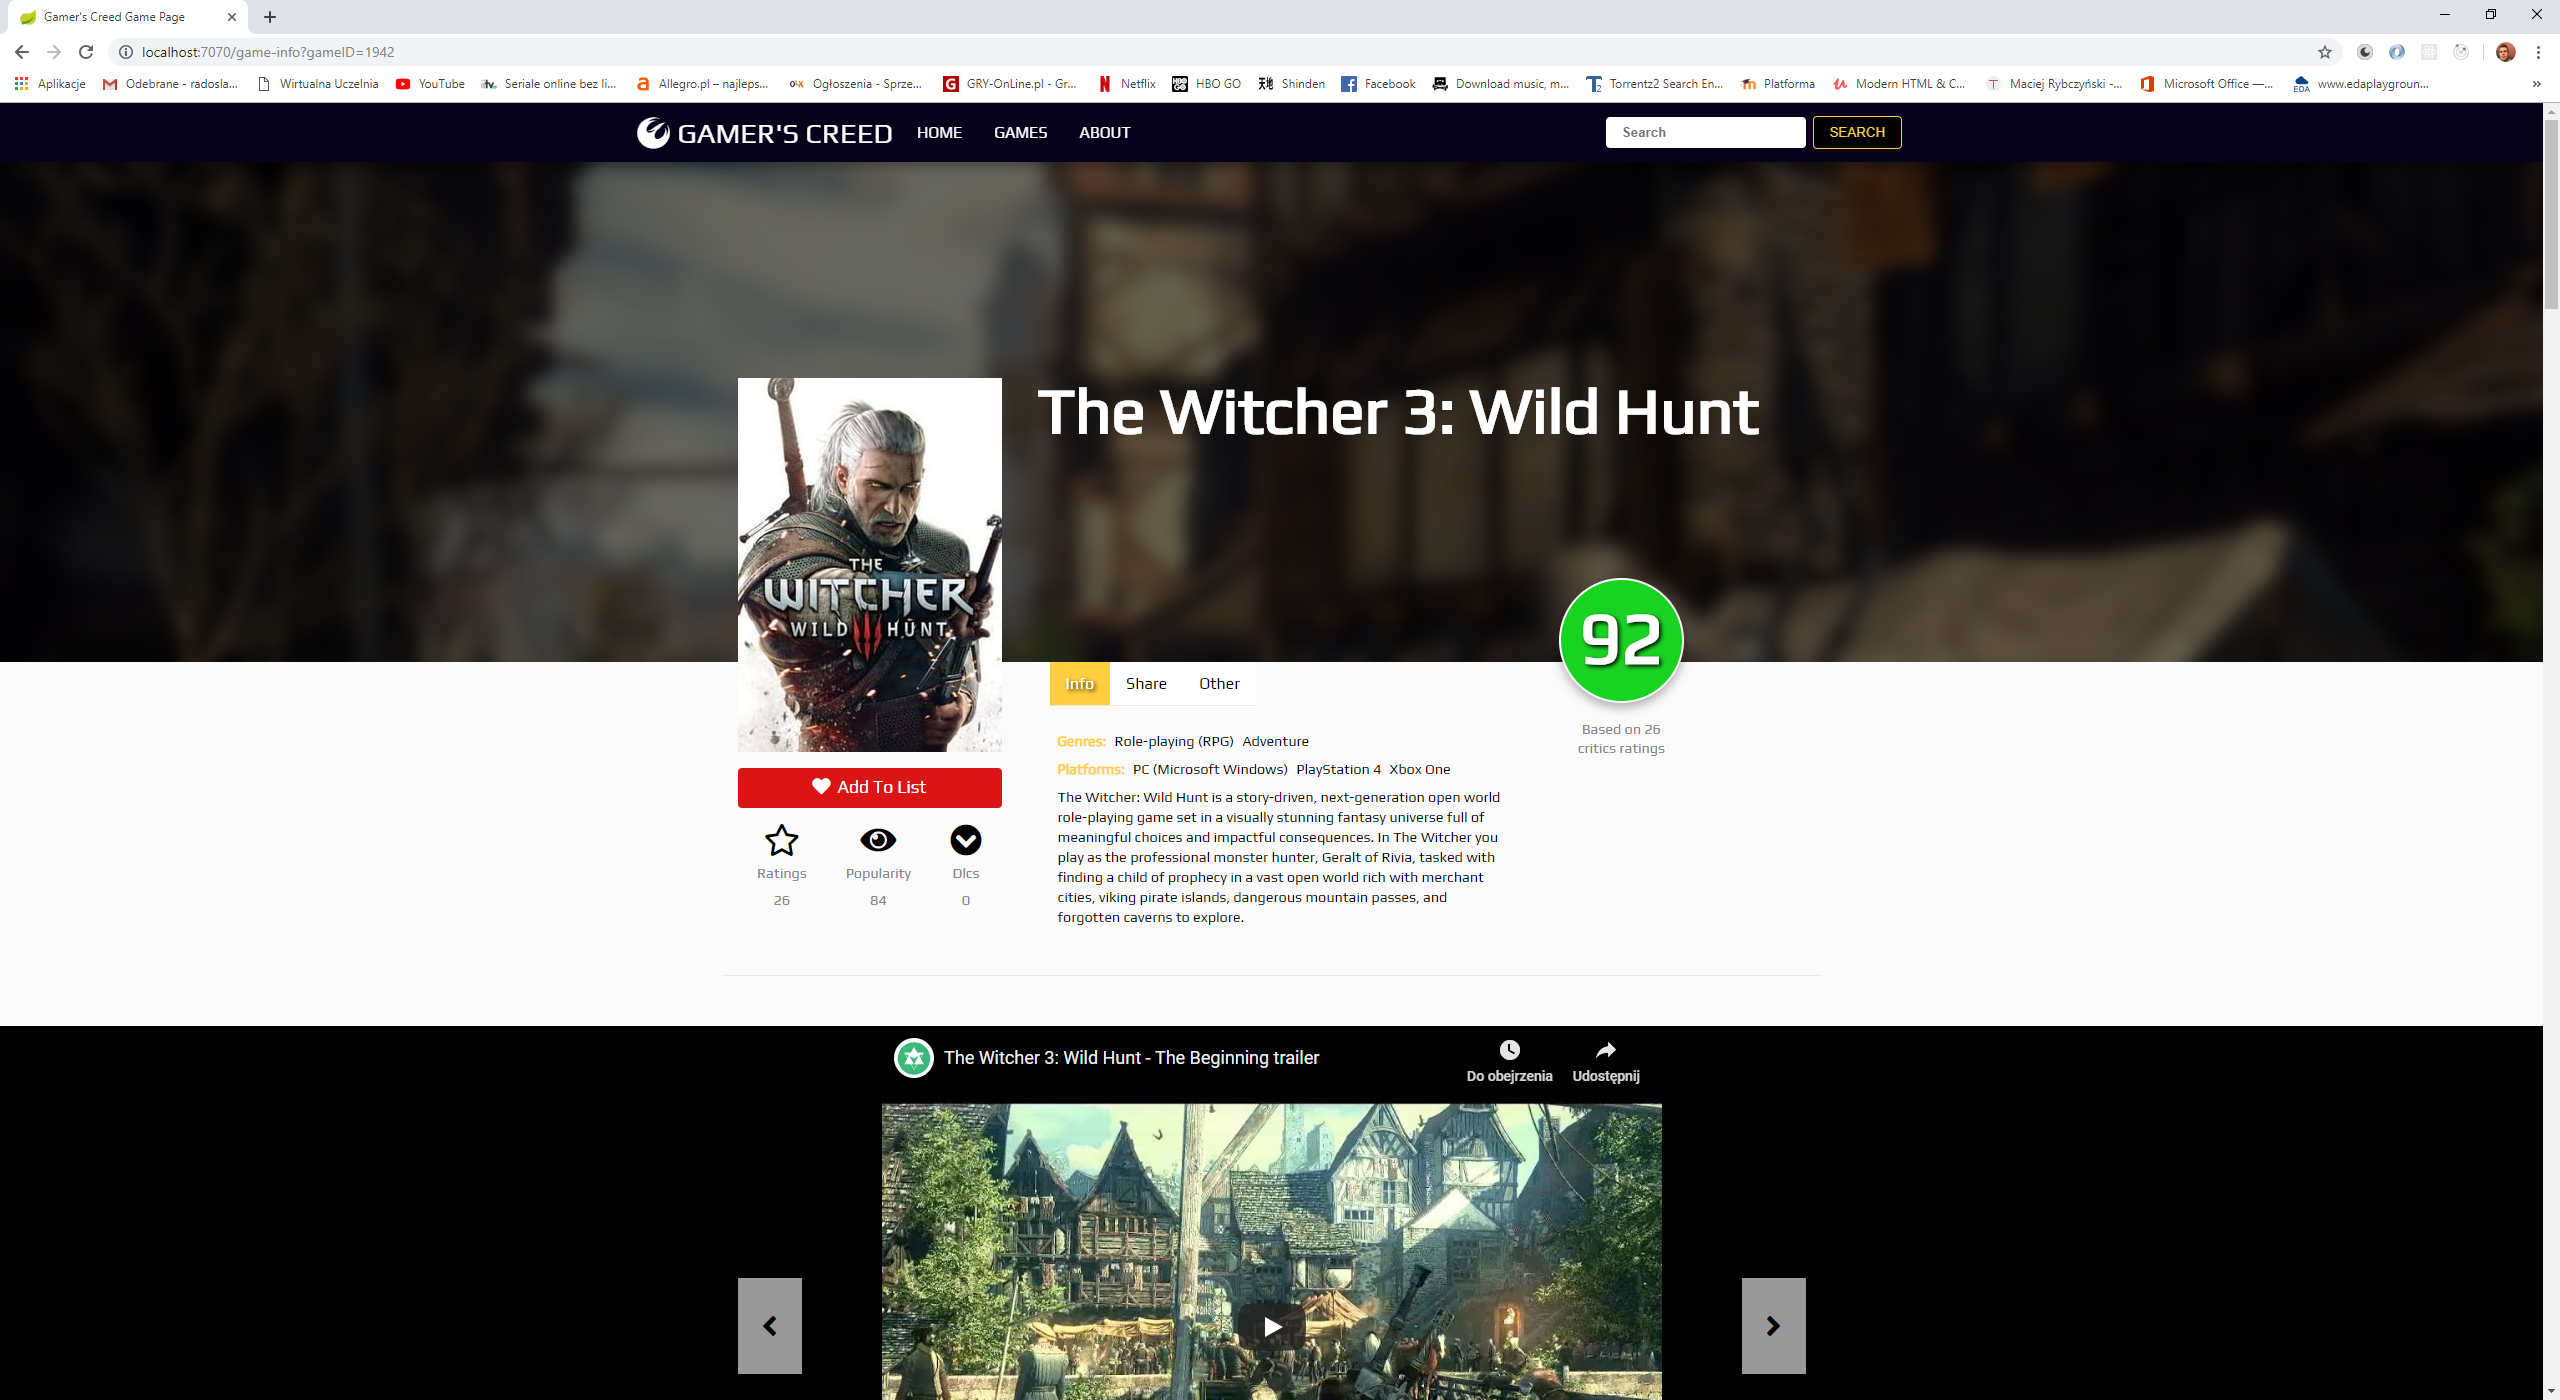 Gamer's Creed Game Page
localhost:7070/game-info?gameID=1942
Aplikacje
Odebrane - radosla...
Wirtualna Uczelnia
YouTube
Seriale online bez li...
Allegro.pl – najleps...
Ogłoszenia - Sprze...
GRY-OnLine.pl - Gr...
Netflix
HBO GO
Shinden
Facebook
Download music, m...
Torrentz2 Search En...
Platforma
Modern HTML & C...
Maciej Rybczyński -...
Microsoft Office —...
www.edaplaygroun...
GAMER'S CREED
HOME
GAMES
ABOUT
Search
SEARCH
The Witcher 3: Wild Hunt
THE
WITCHER
WILD HUNT
92
Info
Share
Other
Based on 26
critics ratings
Genres: Role-playing (RPG) Adventure
Platforms: PC (Microsoft Windows) PlayStation 4 Xbox One
The Witcher: Wild Hunt is a story-driven, next-generation open world
role-playing game set in a visually stunning fantasy universe full of
meaningful choices and impactful consequences. In The Witcher you
play as the professional monster hunter, Geralt of Rivia, tasked with
finding a child of prophecy in a vast open world rich with merchant
cities, viking pirate islands, dangerous mountain passes, and
forgotten caverns to explore.
Add To List
Ratings
Popularity
Dlcs
26
84
0
The Witcher 3: Wild Hunt - The Beginning trailer
Do obejrzenia
Udostępnij